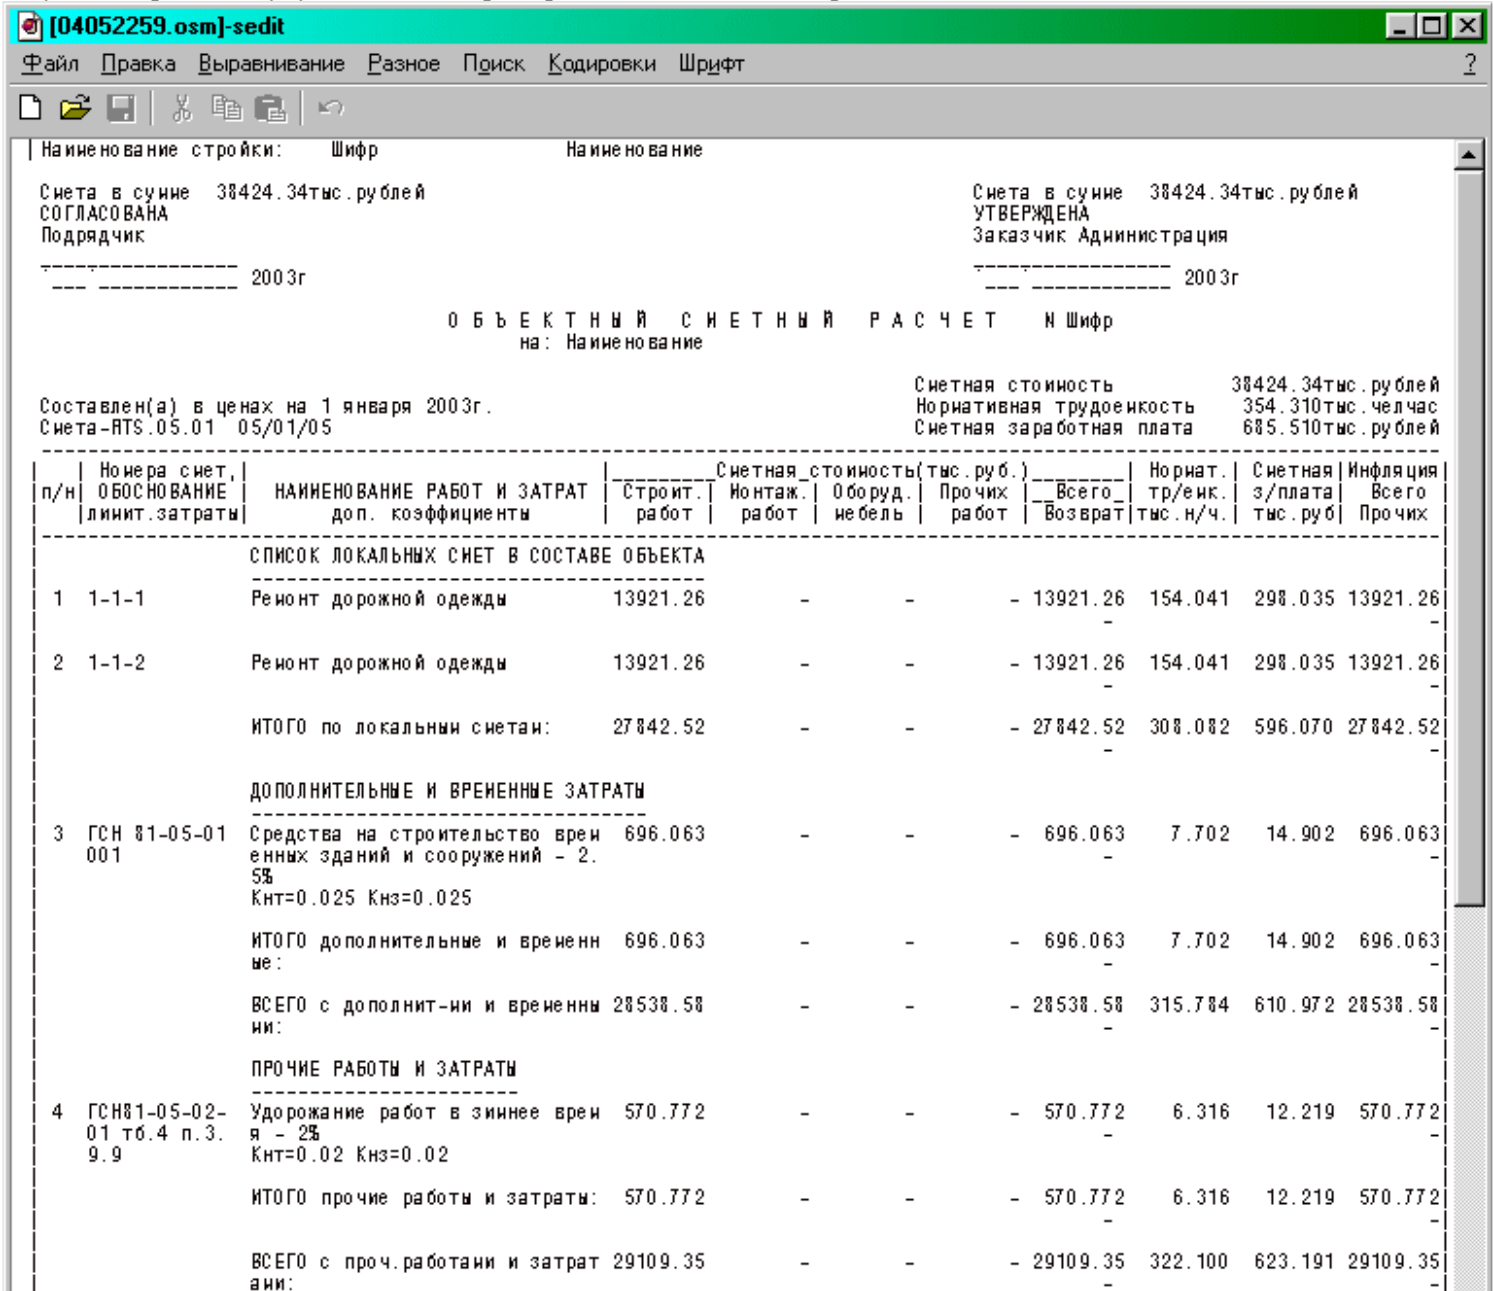 [04052259.osm]-sedit
Файл Правка Выравнивание Разное Поиск Кодировки Шрифт ?
Наименование стройки: Шифр Наименование
Смета в сумме 38424.34тыс.рублей Смета в сумме 38424.34тыс.рублей
СОГЛАСОВАНА УТВЕРЖДЕНА
Подрядчик Заказчик Администрация
___ ____________ 2003г ___ ____________ 2003г
О Б Ъ Е К Т Н Ы Й С М Е Т Н Ы Й Р А С Ч Е Т N Шифр
на: Наименование
Сметная стоимость 38424.34тыс.рублей
Составлен(а) в ценах на 1 января 2003г. Нормативная трудоемкость 354.310тыс.челчас
Смета-ATS.05.01 05/01/05 Сметная заработная плата 685.510тыс.рублей
| Номера смет,| |_________Сметная_стоимость(тыс.руб.)_________| Нормат.| Сметная|Инфляция|
|п/н| ОБОСНОВАНИЕ | НАИМЕНОВАНИЕ РАБОТ И ЗАТРАТ | Строит.| Монтаж.| Оборуд.| Прочих |__Всего_| тр/емк.| з/плата| Всего |
|лимит.затраты| доп. коэффициенты | работ | работ | мебель | работ | Возврат|тыс.н/ч.| тыс.руб| Прочих |
СПИСОК ЛОКАЛЬНЫХ СМЕТ В СОСТАВЕ ОБЪЕКТА
1 1-1-1 Ремонт дорожной одежды 13921.26 - - - 13921.26 154.041 298.035 13921.26
- -
2 1-1-2 Ремонт дорожной одежды 13921.26 - - - 13921.26 154.041 298.035 13921.26
- -
ИТОГО по локальным сметам: 27842.52 - - - 27842.52 308.082 596.070 27842.52
- -
ДОПОЛНИТЕЛЬНЫЕ И ВРЕМЕННЫЕ ЗАТРАТЫ
3 ГСН 81-05-01 Средства на строительство врем 696.063 - - - 696.063 7.702 14.902 696.063
001 енных зданий и сооружений - 2. - -
5%
Кнт=0.025 Кнз=0.025
ИТОГО дополнительные и временн 696.063 - - - 696.063 7.702 14.902 696.063
ые: - -
ВСЕГО с дополнит-ми и временны 28538.58 - - - 28538.58 315.784 610.972 28538.58
ми: - -
ПРОЧИЕ РАБОТЫ И ЗАТРАТЫ
4 ГСН81-05-02- Удорожание работ в зимнее врем 570.772 - - - 570.772 6.316 12.219 570.772
01 тб.4 п.3. я - 2% - -
9.9 Кнт=0.02 Кнз=0.02
ИТОГО прочие работы и затраты: 570.772 - - - 570.772 6.316 12.219 570.772
- -
ВСЕГО с проч.работами и затрат 29109.35 - - - 29109.35 322.100 623.191 29109.35
ами: - -